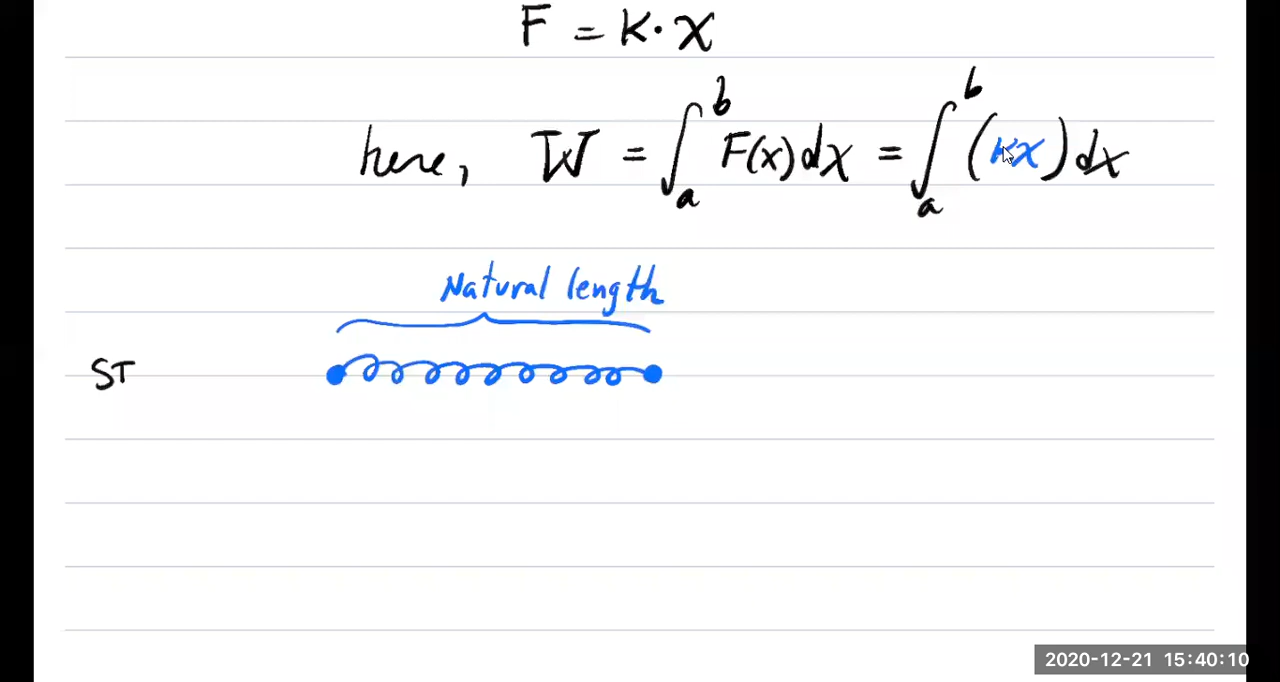 F = K · X
here, W = ∫_a^b F(x) dx = ∫_a^b (KX) dx
Natural length
ST
2020-12-21 15:40:10